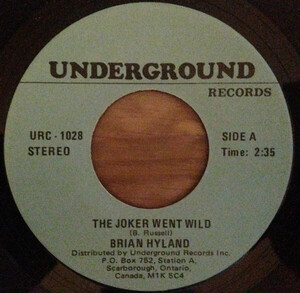 UNDERGROUND
RECORDS
URC - 1028
STEREO
SIDE A
Time: 2:35
THE JOKER WENT WILD
(B. Russell)
BRIAN HYLAND
Distributed by Underground Records Inc.
P.O. Box 752, Station A,
Scarborough, Ontario,
Canada, M1K 5C4